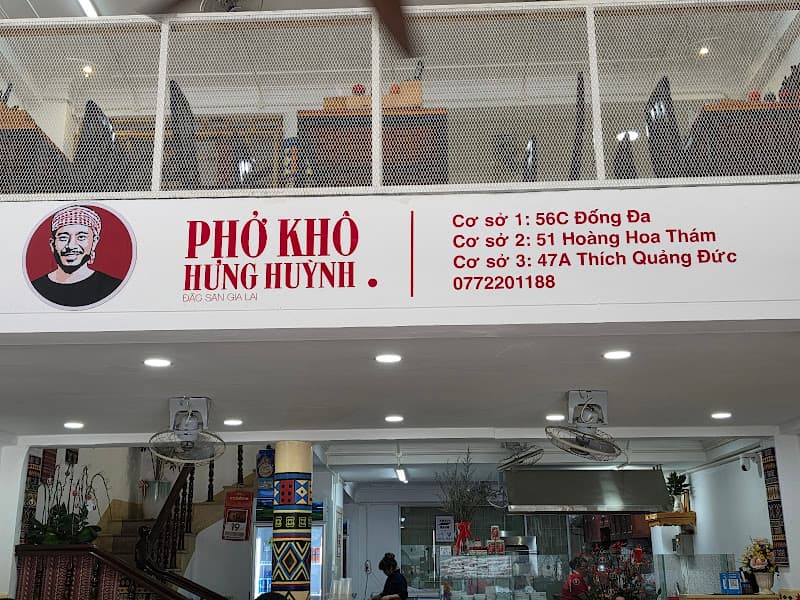 PHỞ KHÔ
HƯNG HUỲNH .
ĐẶC SẢN GIA LAI
Cơ sở 1: 56C Đống Đa
Cơ sở 2: 51 Hoàng Hoa Thám
Cơ sở 3: 47A Thích Quảng Đức
0772201188
19